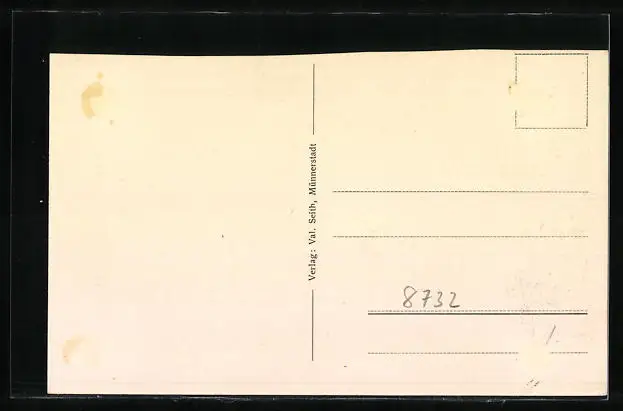 Verlag: Val. Seith, Münnerstadt
8732